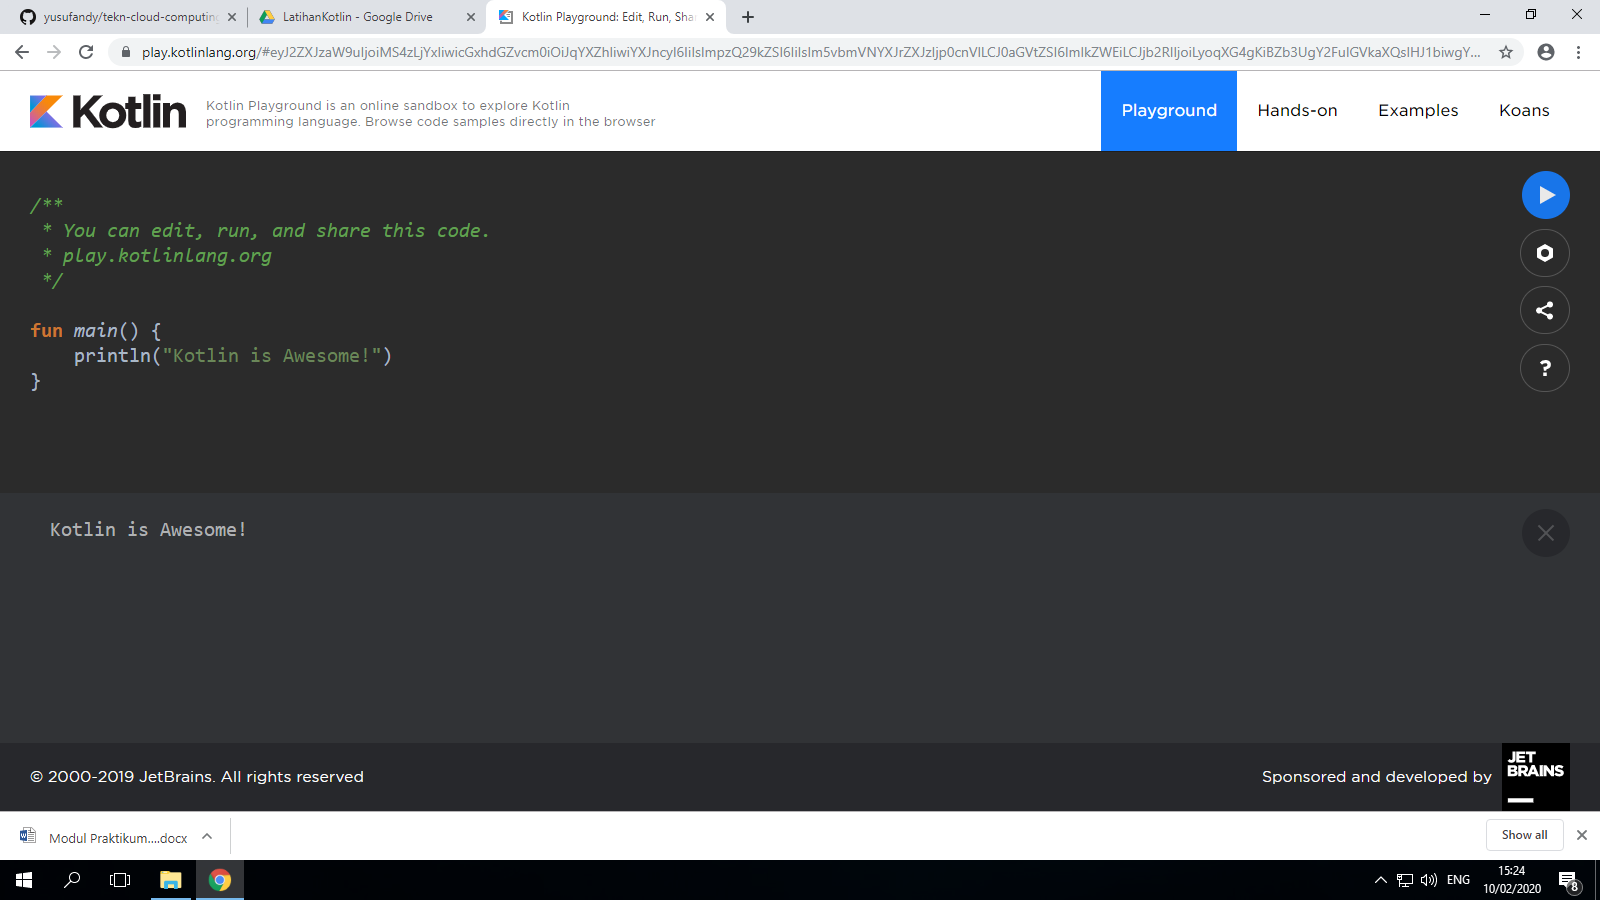 yusufandy/tekn-cloud-computing
LatihanKotlin - Google Drive
Kotlin Playground: Edit, Run, Sha
play.kotlinlang.org/
Kotlin
Kotlin Playground is an online sandbox to explore Kotlin
programming language. Browse code samples directly in the browser
Playground
Hands-on
Examples
Koans
/**
* You can edit, run, and share this code.
* play.kotlinlang.org
*/
fun main() {
println("Kotlin is Awesome!")
}
?
Kotlin is Awesome!
© 2000-2019 JetBrains. All rights reserved
Sponsored and developed by
JET
BRAINS
Modul Praktikum....docx
Show all
ENG
15:24
10/02/2020
8